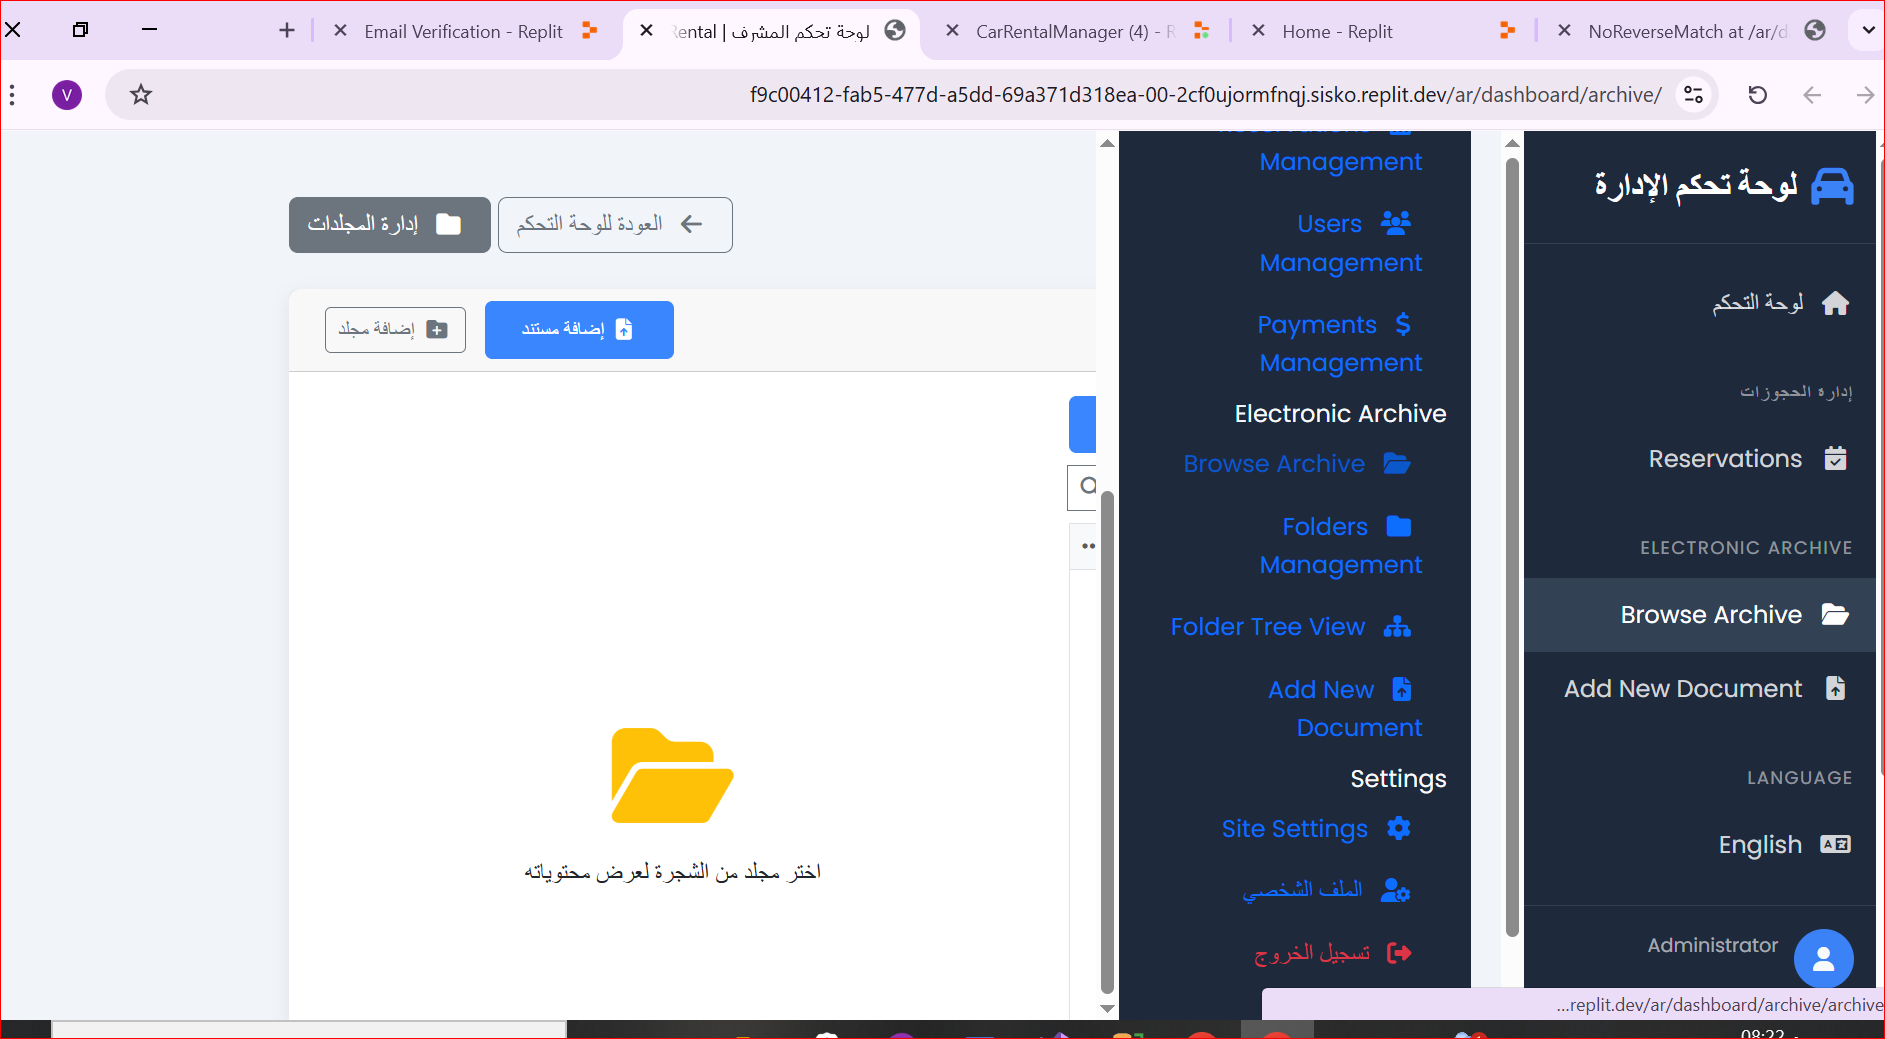 Email Verification - Replit
لوحة تحكم المشرف | Rental
CarRentalManager (4) - R
Home - Replit
NoReverseMatch at /ar/d
V
f9c00412-fab5-477d-a5dd-69a371d318ea-00-2cf0ujormfnqj.sisko.replit.dev/ar/dashboard/archive/
لوحة تحكم الإدارة
لوحة التحكم
إدارة الحجوزات
Reservations
ELECTRONIC ARCHIVE
Browse Archive
Add New Document
LANGUAGE
English
Administrator
Reservations
Management
Users
Management
Payments
Management
Electronic Archive
Browse Archive
Folders
Management
Folder Tree View
Add New
Document
Settings
Site Settings
الملف الشخصي
تسجيل الخروج
العودة للوحة التحكم
إدارة المجلدات
إضافة مستند
إضافة مجلد
اختر مجلد من الشجرة لعرض محتوياته
...replit.dev/ar/dashboard/archive/archive
08:22